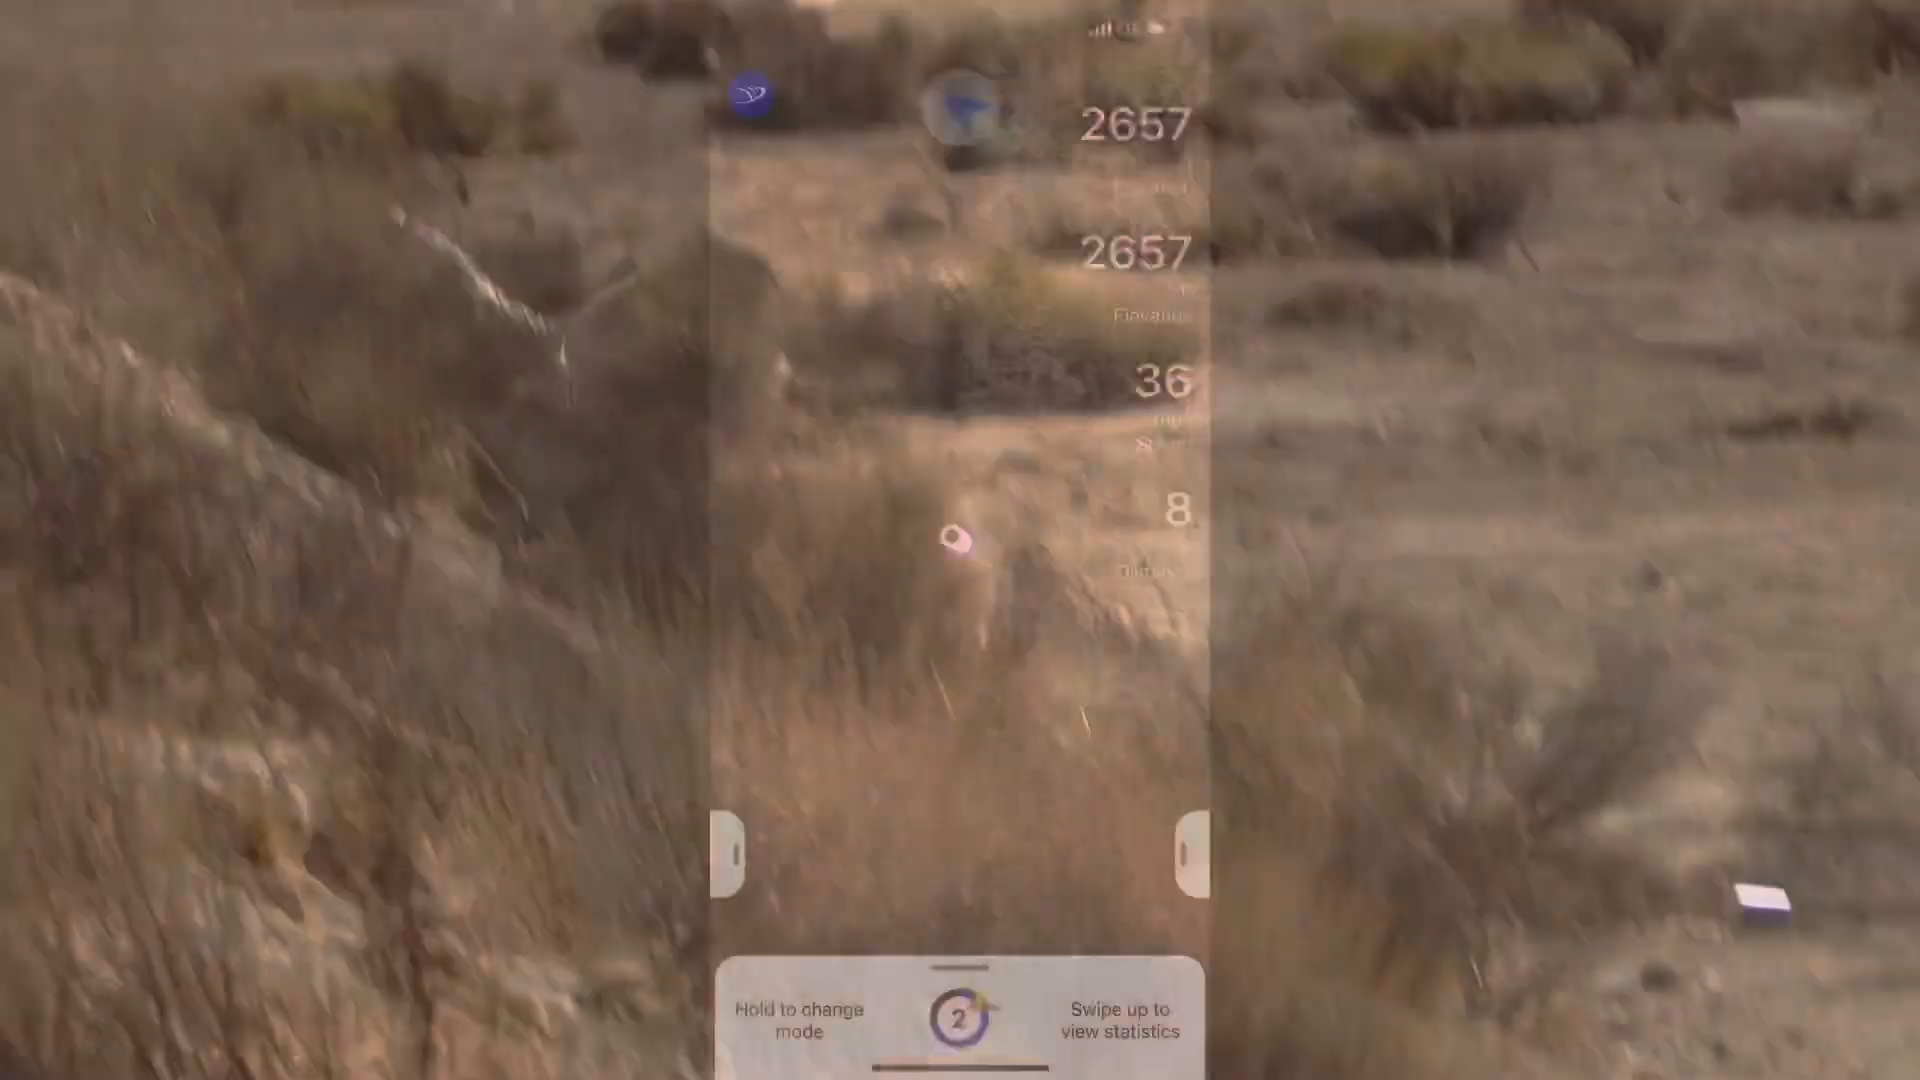 2657
2657
Elevation
36
8
Hold to change
mode
2
Swipe up to
view statistics